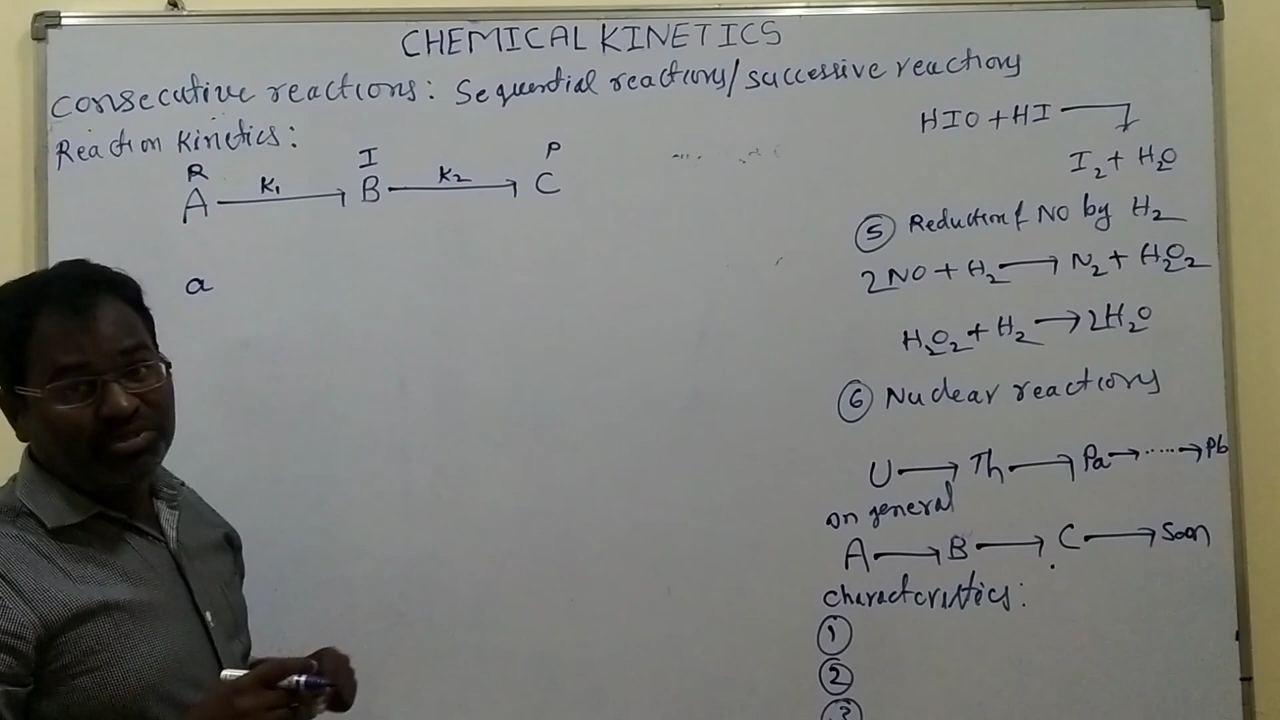 CHEMICAL KINETICS
Consecutive reactions: Sequential reactions/successive reactions
Reaction Kinetics:
R I P
A K₁ → B K₂ → C
a
HIO + HI →
I₂ + H₂O
⑤ Reduction of NO by H₂
2NO + H₂ → N₂ + H₂O₂
H₂O₂ + H₂ → 2H₂O
⑥ Nuclear reactions
U → Th → Pa → ..... → Pb
on general
A → B → C → Soon
characteristics:
①
②
③